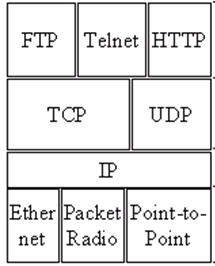 FTP Telnet HTTP
TCP UDP
IP
Ether Packet Point-to-
net Radio Point